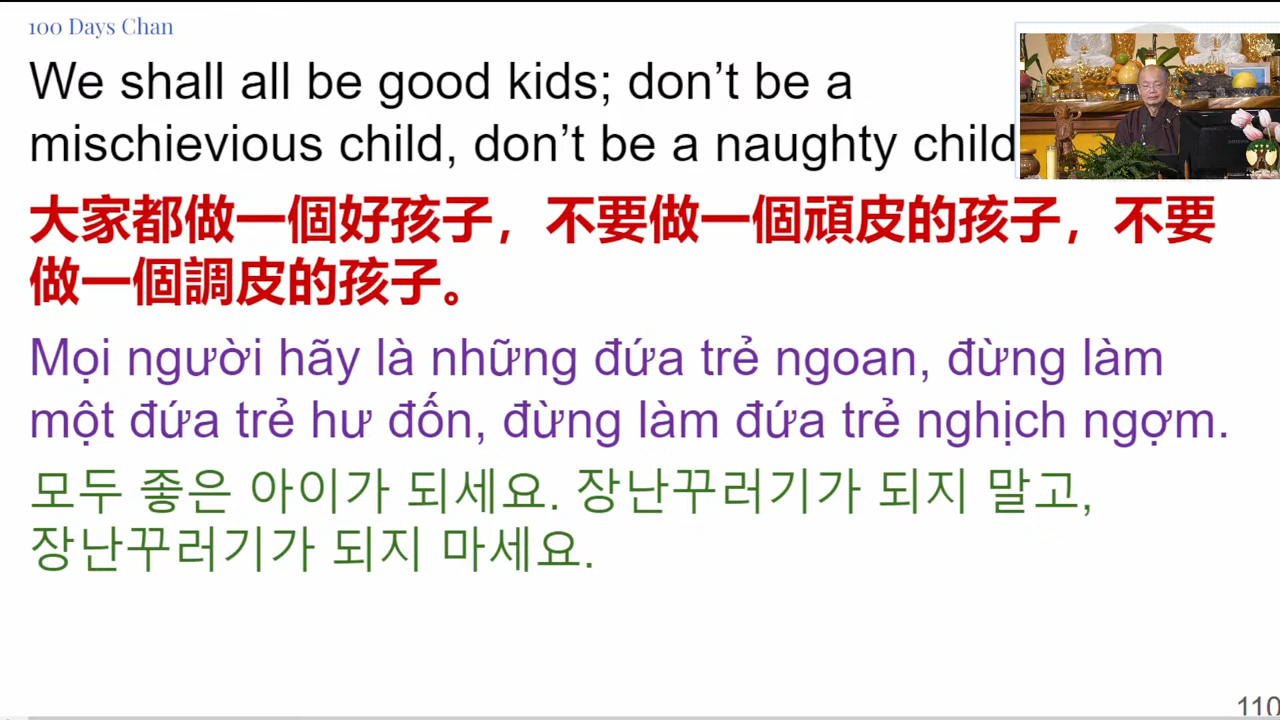 100 Days Chan
We shall all be good kids; don’t be a
mischievious child, don’t be a naughty child
大家都做一個好孩子，不要做一個頑皮的孩子，不要
做一個調皮的孩子。
Mọi người hãy là những đứa trẻ ngoan, đừng làm
một đứa trẻ hư đốn, đừng làm đứa trẻ nghịch ngợm.
모두 좋은 아이가 되세요. 장난꾸러기가 되지 말고,
장난꾸러기가 되지 마세요.
110